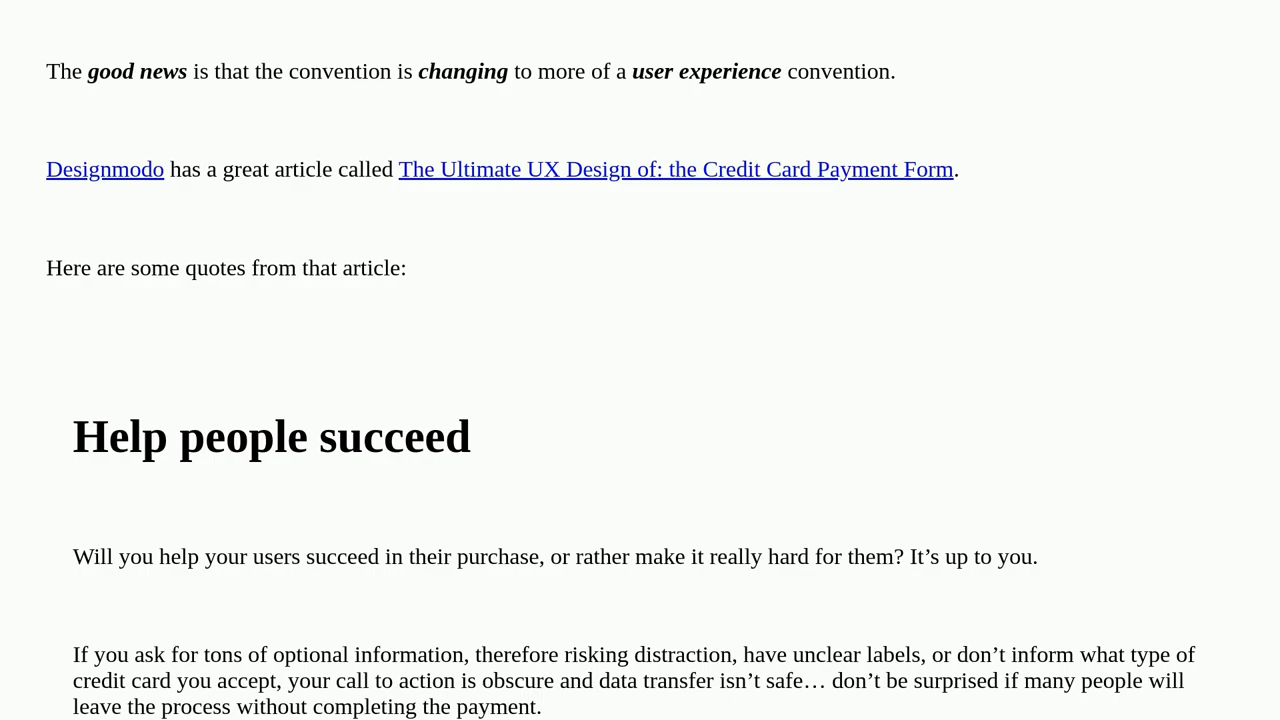 The good news is that the convention is changing to more of a user experience convention.
Designmodo has a great article called The Ultimate UX Design of: the Credit Card Payment Form.
Here are some quotes from that article:
Help people succeed
Will you help your users succeed in their purchase, or rather make it really hard for them? It’s up to you.
If you ask for tons of optional information, therefore risking distraction, have unclear labels, or don’t inform what type of
credit card you accept, your call to action is obscure and data transfer isn’t safe… don’t be surprised if many people will
leave the process without completing the payment.